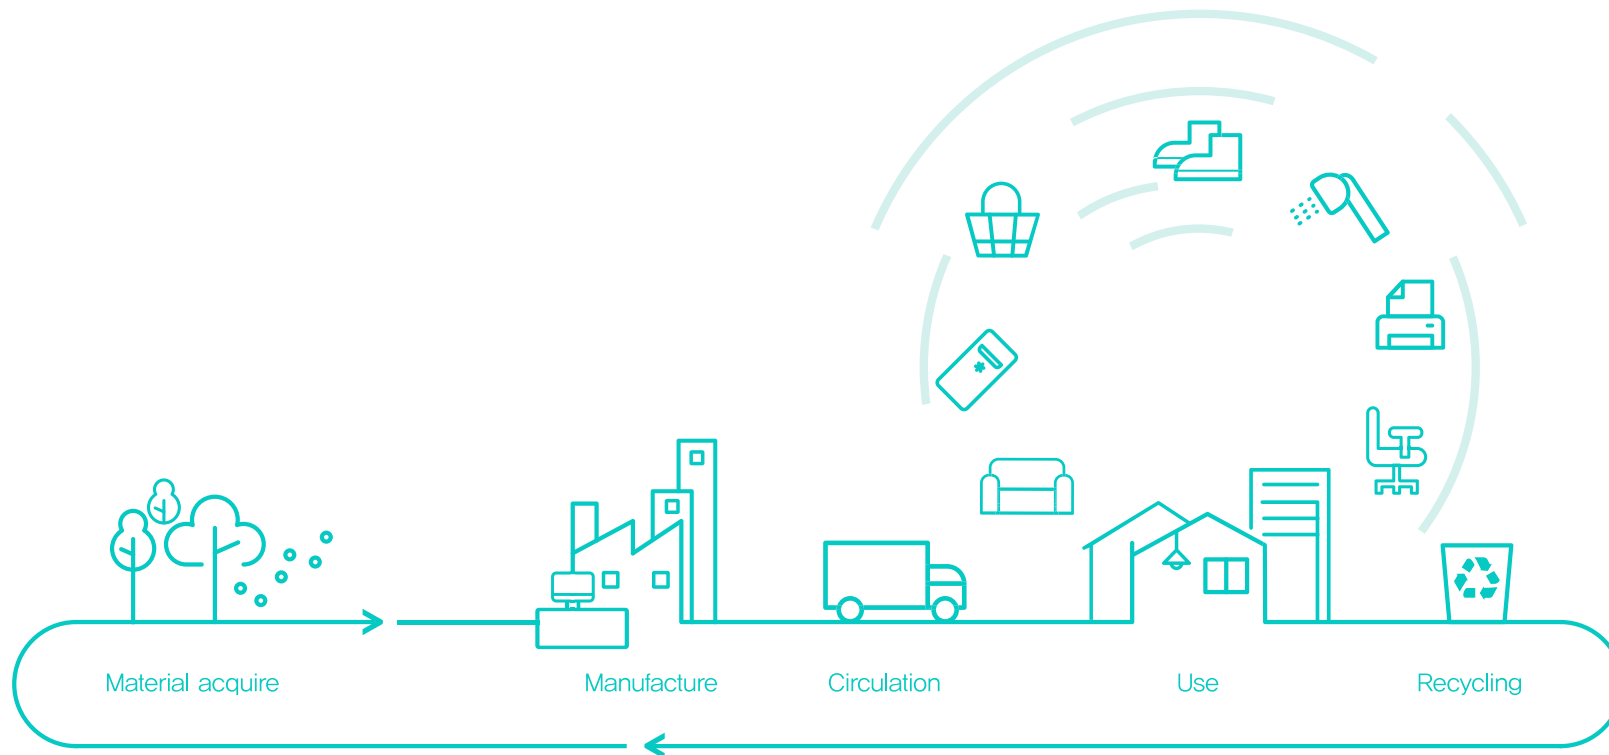 Material acquire
Manufacture
Circulation
Use
Recycling